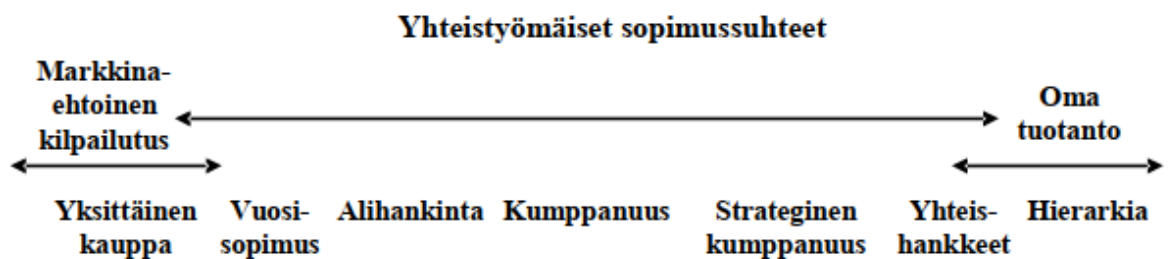 Yhteistyömäiset sopimussuhteet
Markkina-
ehtoinen
kilpailutus
Oma
tuotanto
Yksittäinen
kauppa
Vuosi-
sopimus
Alihankinta
Kumppanuus
Strateginen
kumppanuus
Yhteis-
hankkeet
Hierarkia